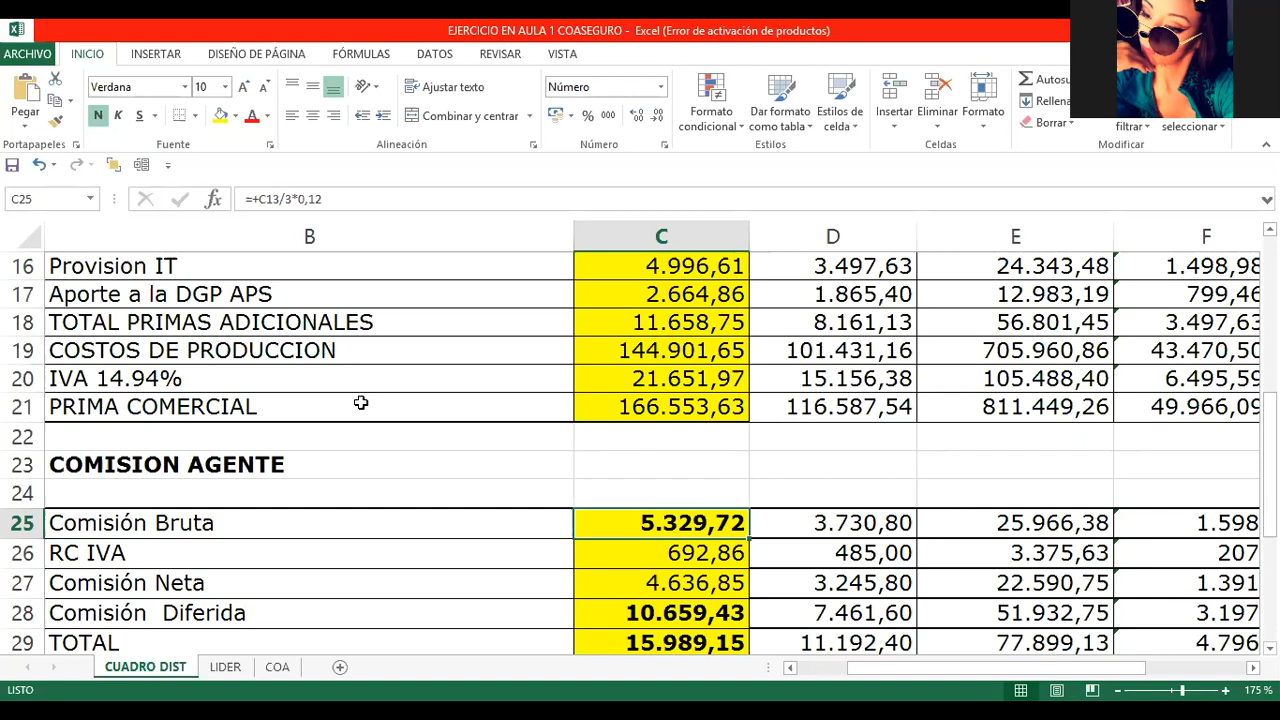 EJERCICIO EN AULA 1 COASEGURO - Excel (Error de activación de productos)
ARCHIVO INICIO INSERTAR DISEÑO DE PÁGINA FÓRMULAS DATOS REVISAR VISTA
Verdana 10 Ajustar texto Número Autosu
Pegar N K S Combinar y centrar % 000 Formato condicional Dar formato como tabla Estilos de celda Insertar Eliminar Formato Rellena
Borrar filtrar seleccionar
Portapapeles Fuente Alineación Número Estilos Celdas Modificar
C25 fx =+C13/3*0,12
B C D E F
16 Provision IT 4.996,61 3.497,63 24.343,48 1.498,98
17 Aporte a la DGP APS 2.664,86 1.865,40 12.983,19 799,46
18 TOTAL PRIMAS ADICIONALES 11.658,75 8.161,13 56.801,45 3.497,63
19 COSTOS DE PRODUCCION 144.901,65 101.431,16 705.960,86 43.470,50
20 IVA 14.94% 21.651,97 15.156,38 105.488,40 6.495,59
21 PRIMA COMERCIAL 166.553,63 116.587,54 811.449,26 49.966,09
22
23 COMISION AGENTE
24
25 Comisión Bruta 5.329,72 3.730,80 25.966,38 1.598
26 RC IVA 692,86 485,00 3.375,63 207
27 Comisión Neta 4.636,85 3.245,80 22.590,75 1.391
28 Comisión Diferida 10.659,43 7.461,60 51.932,75 3.197
29 TOTAL 15.989,15 11.192,40 77.899,13 4.796
CUADRO DIST LIDER COA
LISTO 175 %